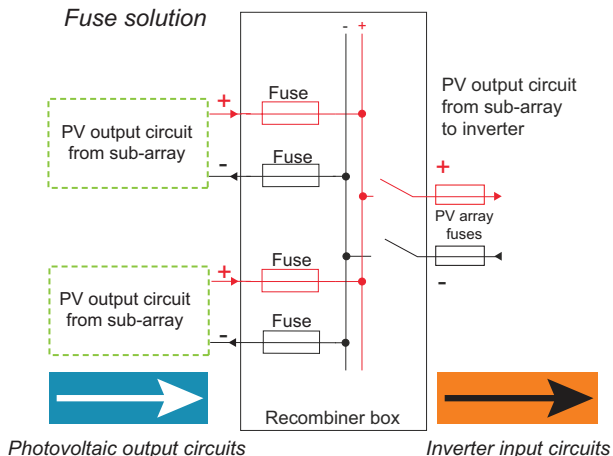 Fuse solution
- +
Fuse
+
PV output circuit
from sub-array
-
Fuse
PV output circuit
from sub-array
to inverter
+
PV array
fuses
-
Fuse
+
PV output circuit
from sub-array
-
Fuse
Recombiner box
Photovoltaic output circuits
Inverter input circuits